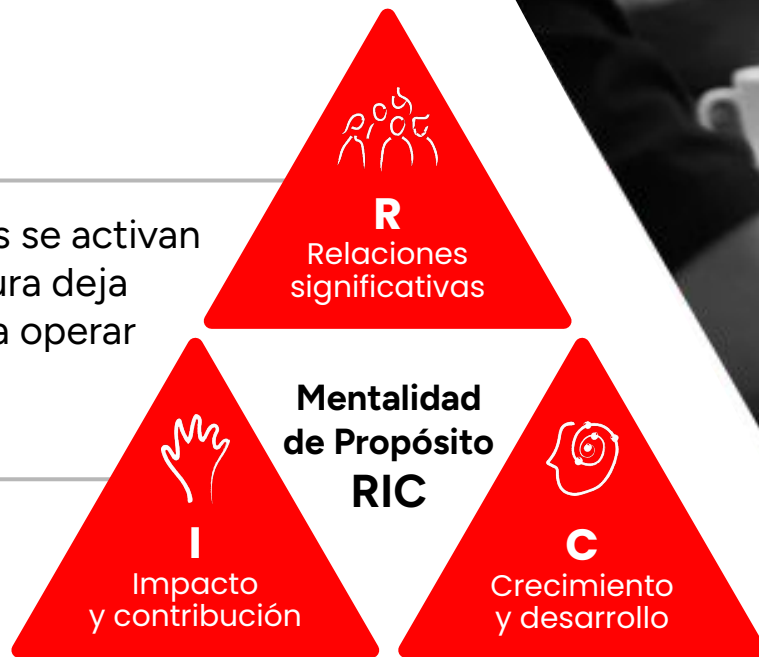 s se activan
ura deja
a operar
R
Relaciones
significativas
Mentalidad
de Propósito
RIC
I
Impacto
y contribución
C
Crecimiento
y desarrollo